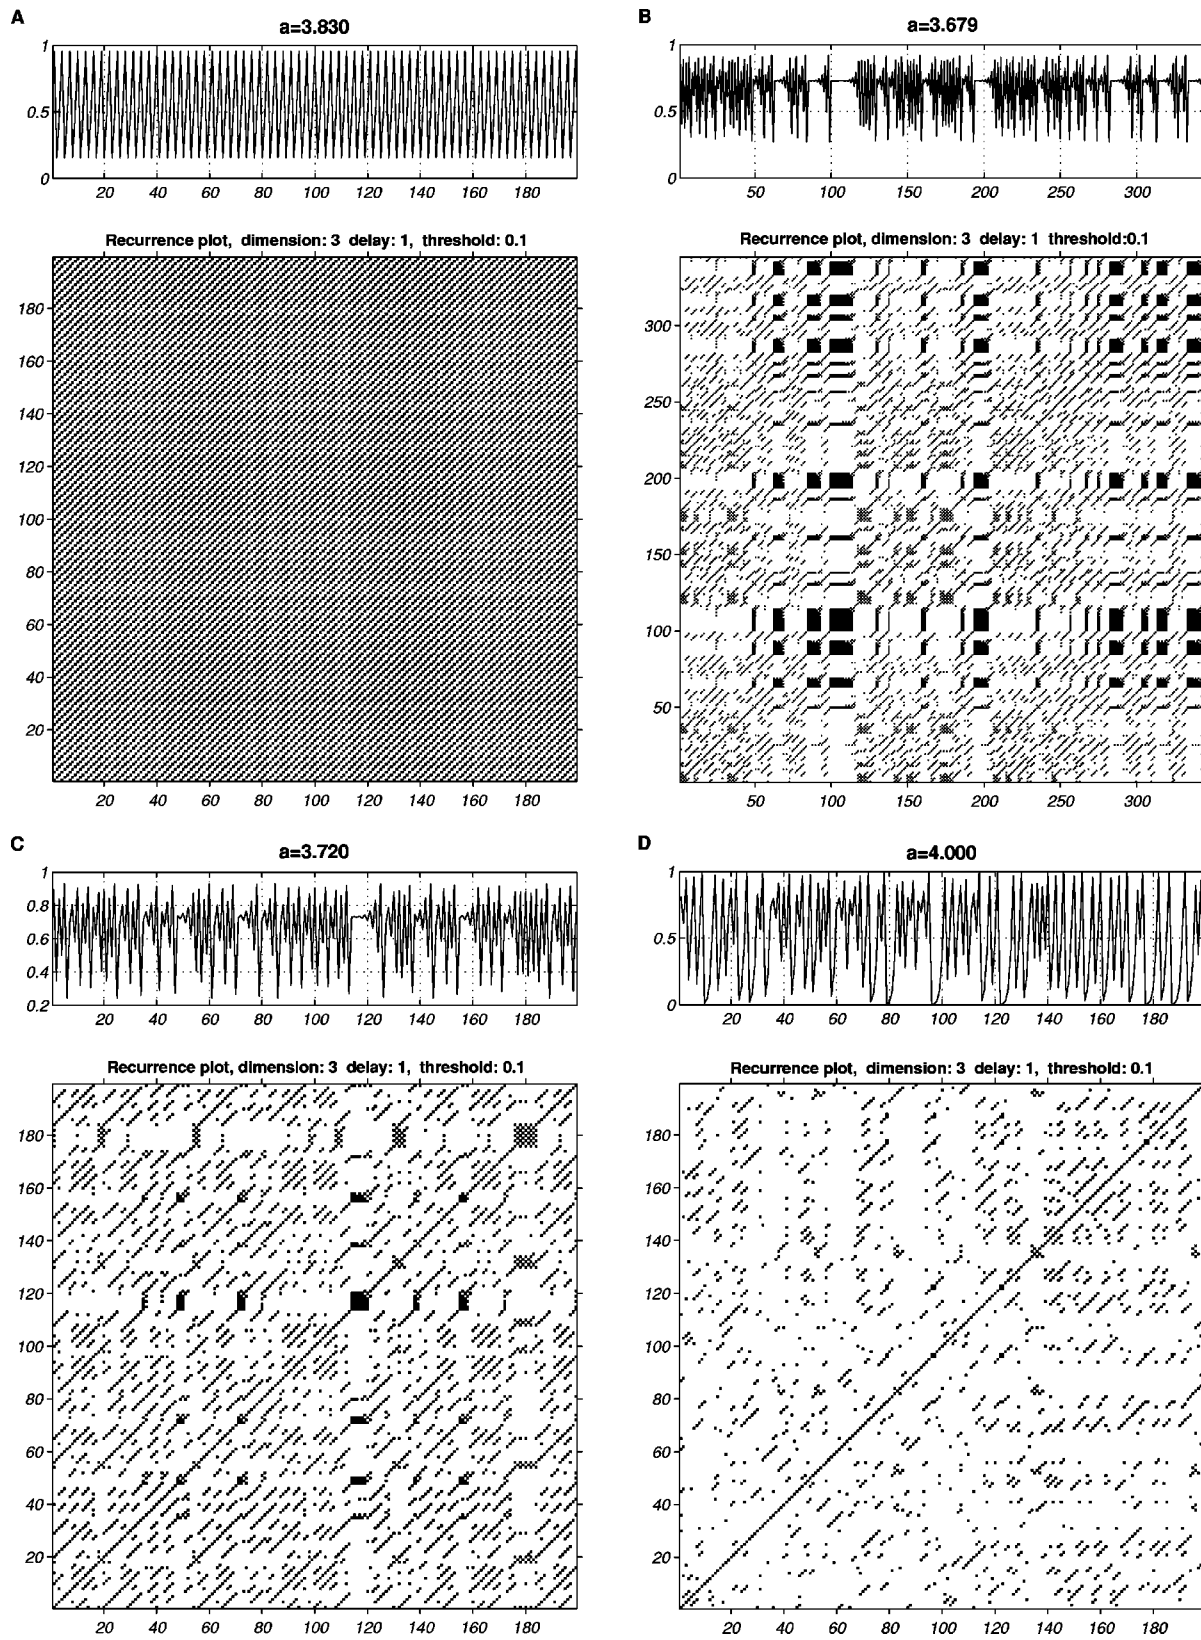 A
a=3.830
1
0.5
0
20 40 60 80 100 120 140 160 180
Recurrence plot, dimension: 3 delay: 1, threshold: 0.1
180
160
140
120
100
80
60
40
20
20 40 60 80 100 120 140 160 180
B
a=3.679
1
0.5
0
50 100 150 200 250 300
Recurrence plot, dimension: 3 delay: 1 threshold:0.1
300
250
200
150
100
50
50 100 150 200 250 300
C
a=3.720
1
0.8
0.6
0.4
0.2
20 40 60 80 100 120 140 160 180
Recurrence plot, dimension: 3 delay: 1, threshold: 0.1
180
160
140
120
100
80
60
40
20
20 40 60 80 100 120 140 160 180
D
a=4.000
1
0.5
0
20 40 60 80 100 120 140 160 180
Recurrence plot, dimension: 3 delay: 1, threshold: 0.1
180
160
140
120
100
80
60
40
20
20 40 60 80 100 120 140 160 180